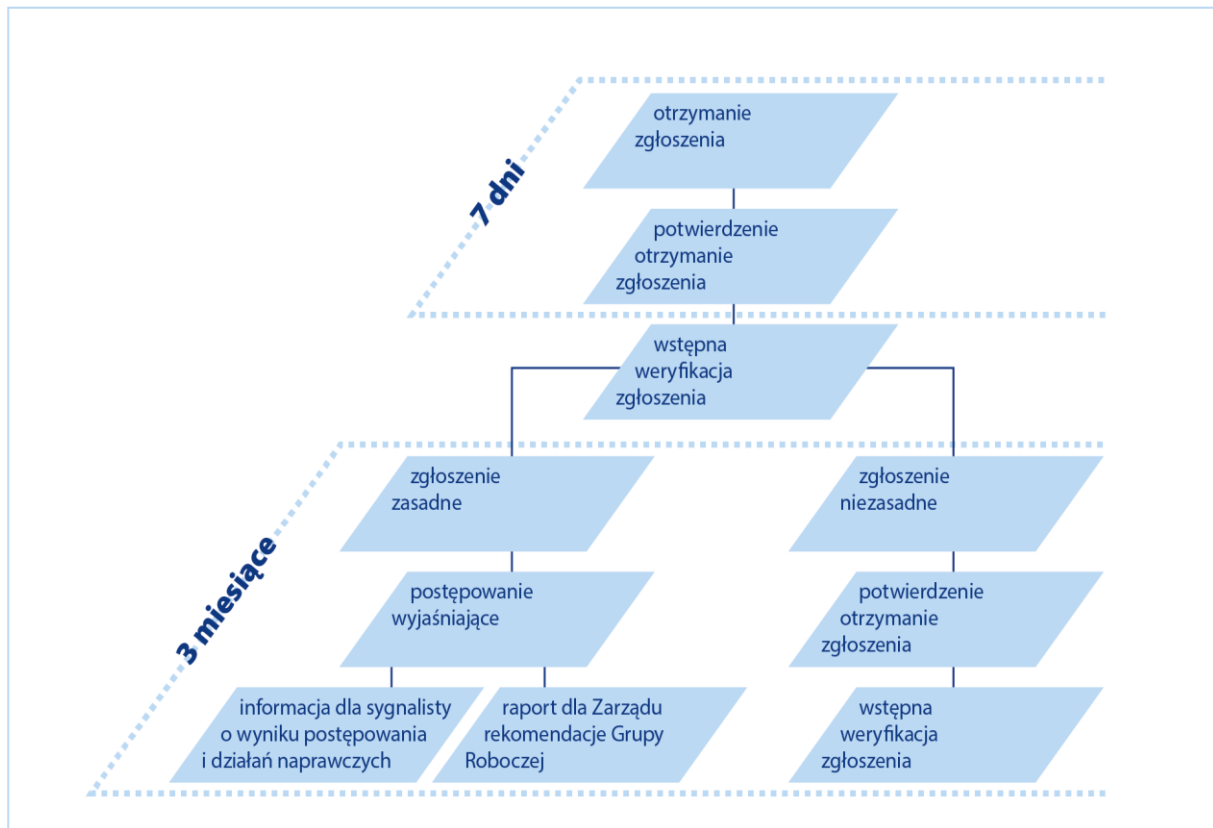 7 dni
otrzymanie
zgłoszenia
potwierdzenie
otrzymanie
zgłoszenia
wstępna
weryfikacja
zgłoszenia
3 miesiące
zgłoszenie
zasadne
zgłoszenie
niezasadne
postępowanie
wyjaśniające
potwierdzenie
otrzymanie
zgłoszenia
informacja dla sygnalisty
o wyniku postępowania
i działań naprawczych
raport dla Zarządu
rekomendacje Grupy
Roboczej
wstępna
weryfikacja
zgłoszenia